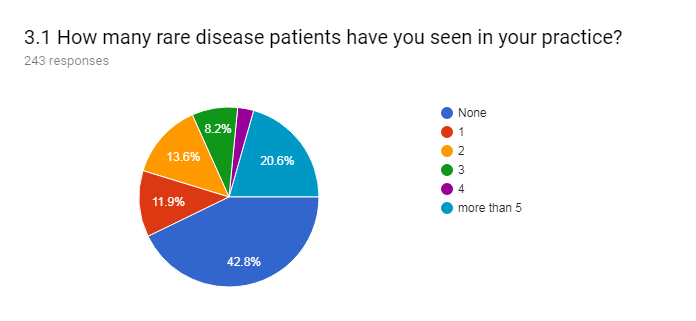 3.1 How many rare disease patients have you seen in your practice?
243 responses
None
1
2
3
4
more than 5
8.2%
13.6%
20.6%
11.9%
42.8%